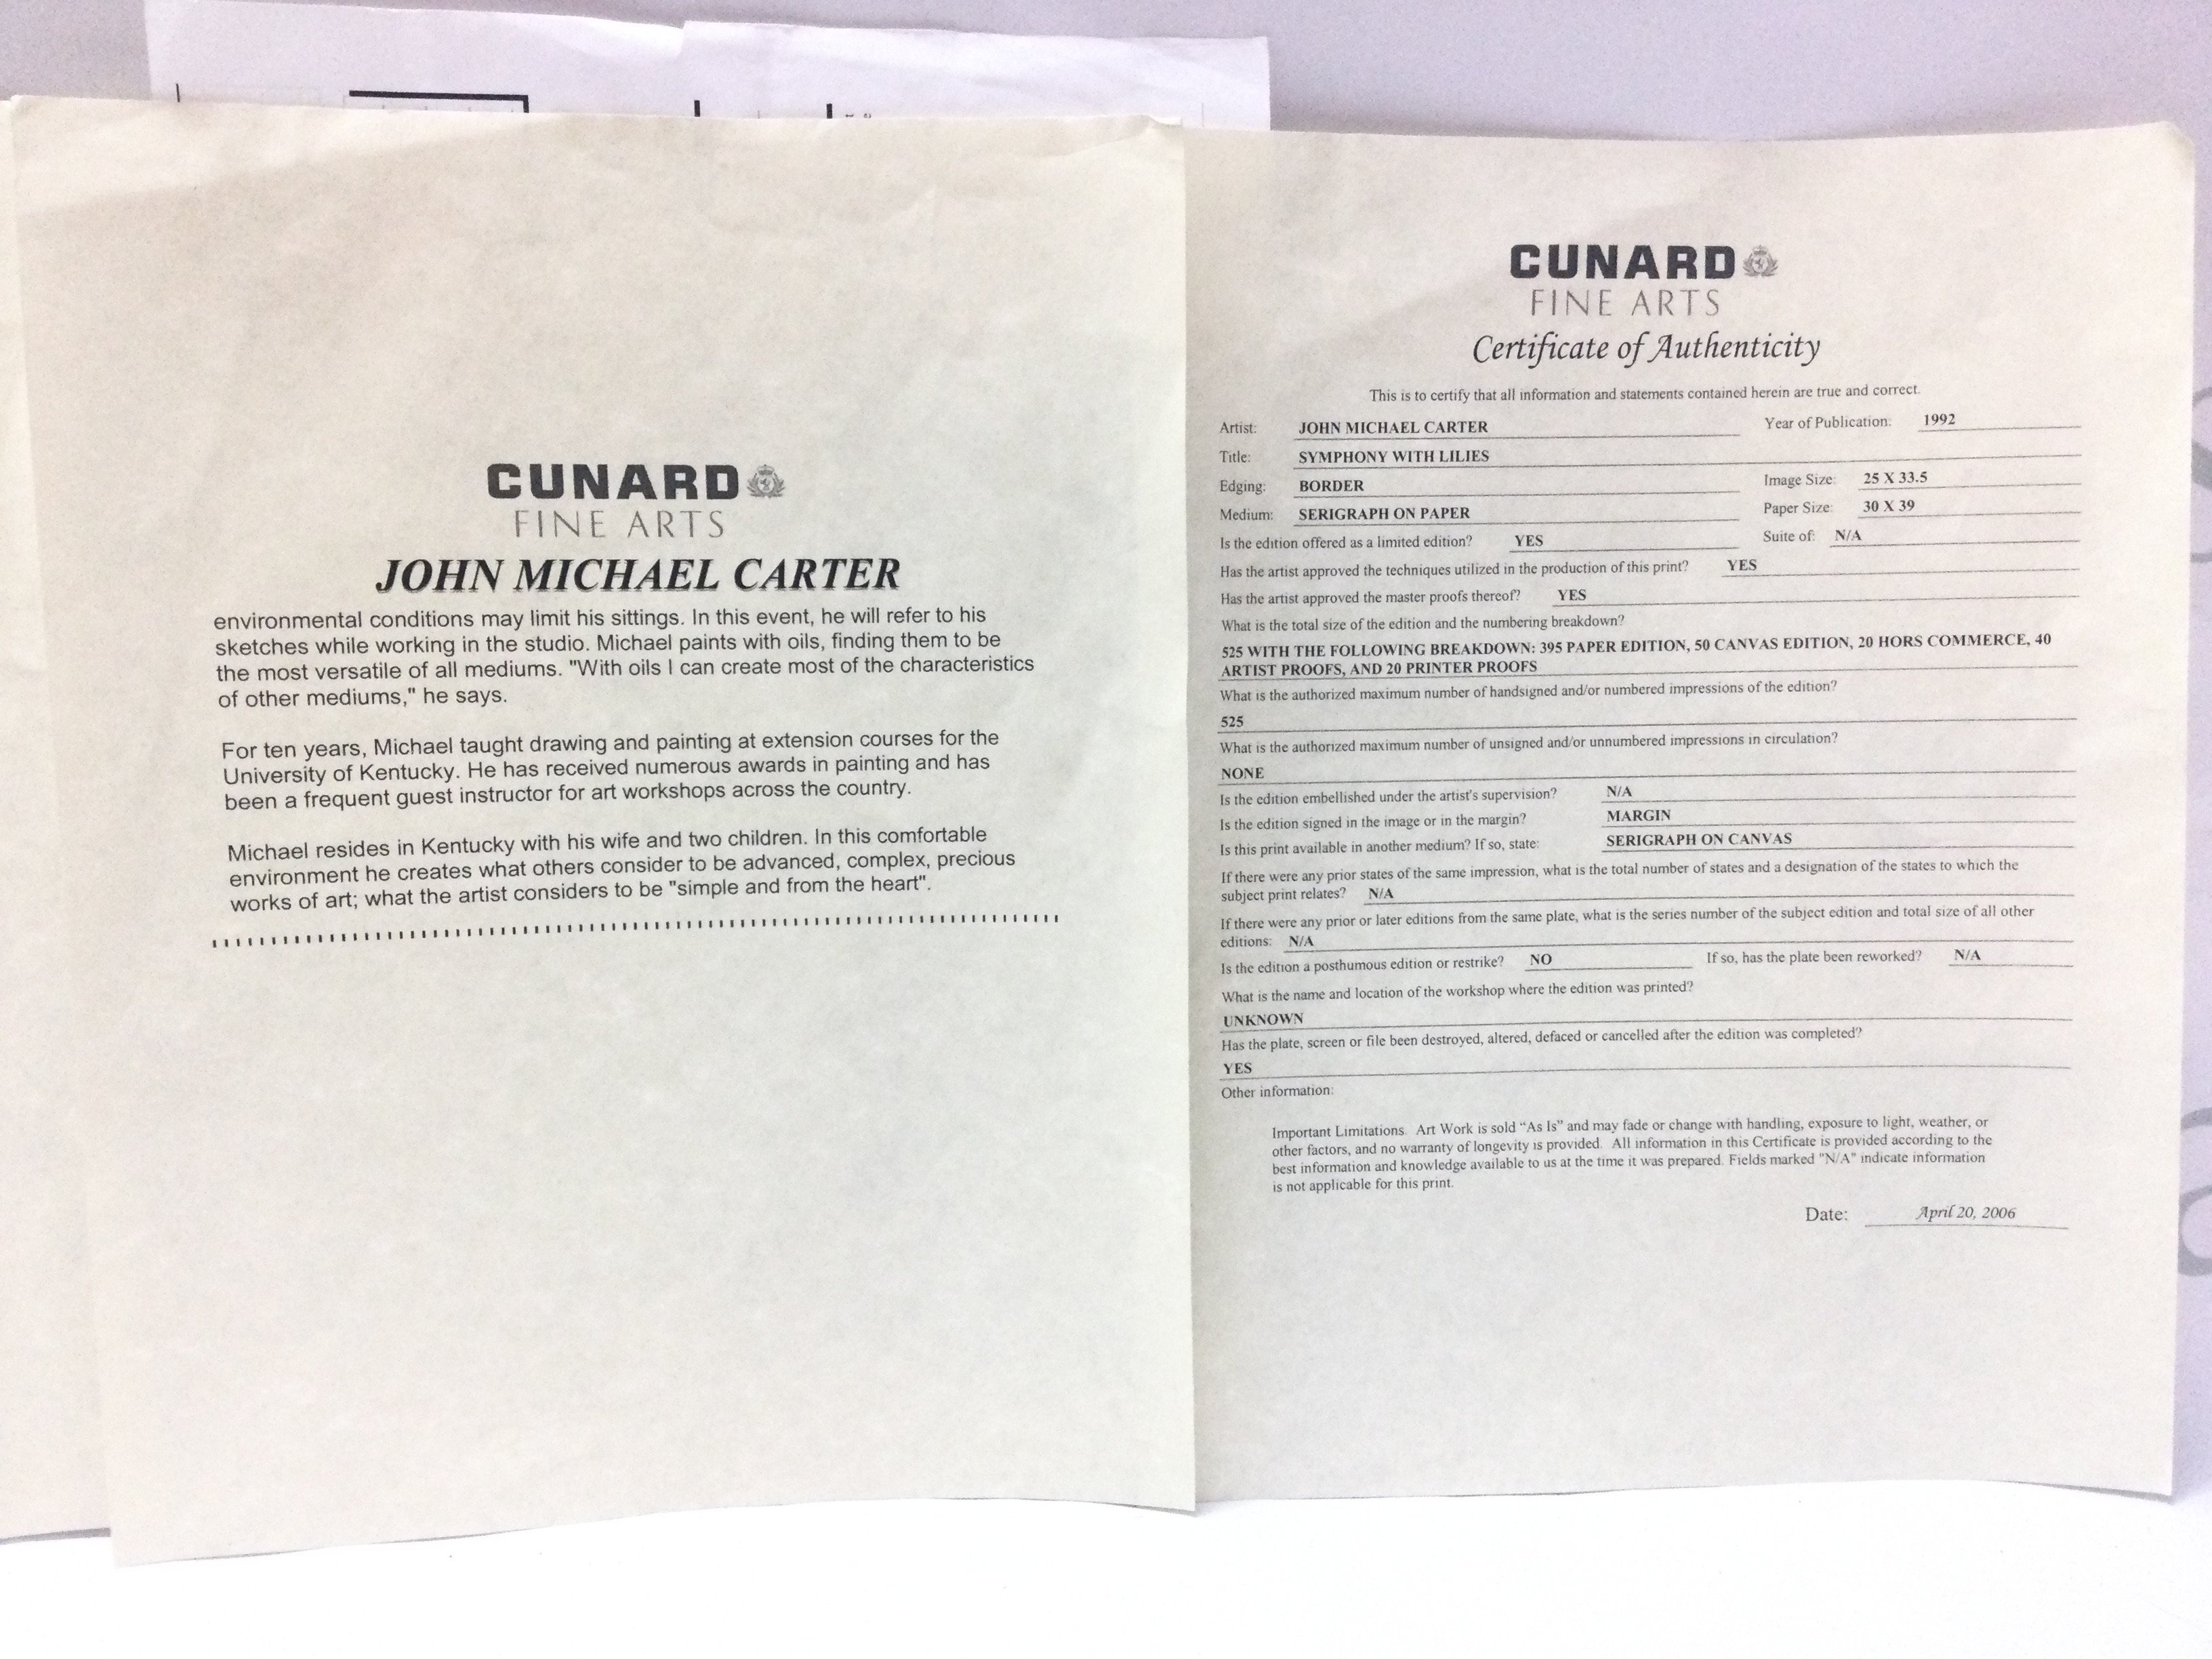 CUNARD
FINE ARTS
JOHN MICHAEL CARTER
environmental conditions may limit his sittings. In this event, he will refer to his
sketches while working in the studio. Michael paints with oils, finding them to be
the most versatile of all mediums. "With oils I can create most of the characteristics
of other mediums," he says.
For ten years, Michael taught drawing and painting at extension courses for the
University of Kentucky. He has received numerous awards in painting and has
been a frequent guest instructor for art workshops across the country.
Michael resides in Kentucky with his wife and two children. In this comfortable
environment he creates what others consider to be advanced, complex, precious
works of art; what the artist considers to be "simple and from the heart".
CUNARD
FINE ARTS
Certificate of Authenticity
This is to certify that all information and statements contained herein are true and correct.
Artist: JOHN MICHAEL CARTER Year of Publication: 1992
Title: SYMPHONY WITH LILIES
Edging: BORDER Image Size: 25 X 33.5
Medium: SERIGRAPH ON PAPER Paper Size: 30 X 39
Is the edition offered as a limited edition? YES Suite of: N/A
Has the artist approved the techniques utilized in the production of this print? YES
Has the artist approved the master proofs thereof? YES
What is the total size of the edition and the numbering breakdown?
525 WITH THE FOLLOWING BREAKDOWN: 395 PAPER EDITION, 50 CANVAS EDITION, 20 HORS COMMERCE, 40
ARTIST PROOFS, AND 20 PRINTER PROOFS
What is the authorized maximum number of handsigned and/or numbered impressions of the edition?
525
What is the authorized maximum number of unsigned and/or unnumbered impressions in circulation?
NONE
Is the edition embellished under the artist's supervision? N/A
Is the edition signed in the image or in the margin? MARGIN
Is this print available in another medium? If so, state: SERIGRAPH ON CANVAS
If there were any prior states of the same impression, what is the total number of states and a designation of the states to which the
subject print relates? N/A
If there were any prior or later editions from the same plate, what is the series number of the subject edition and total size of all other
editions: N/A
Is the edition a posthumous edition or restrike? NO If so, has the plate been reworked? N/A
What is the name and location of the workshop where the edition was printed?
UNKNOWN
Has the plate, screen or file been destroyed, altered, defaced or cancelled after the edition was completed?
YES
Other information:
Important Limitations. Art Work is sold “As Is” and may fade or change with handling, exposure to light, weather, or
other factors, and no warranty of longevity is provided. All information in this Certificate is provided according to the
best information and knowledge available to us at the time it was prepared. Fields marked "N/A" indicate information
is not applicable for this print.
Date: April 20, 2006